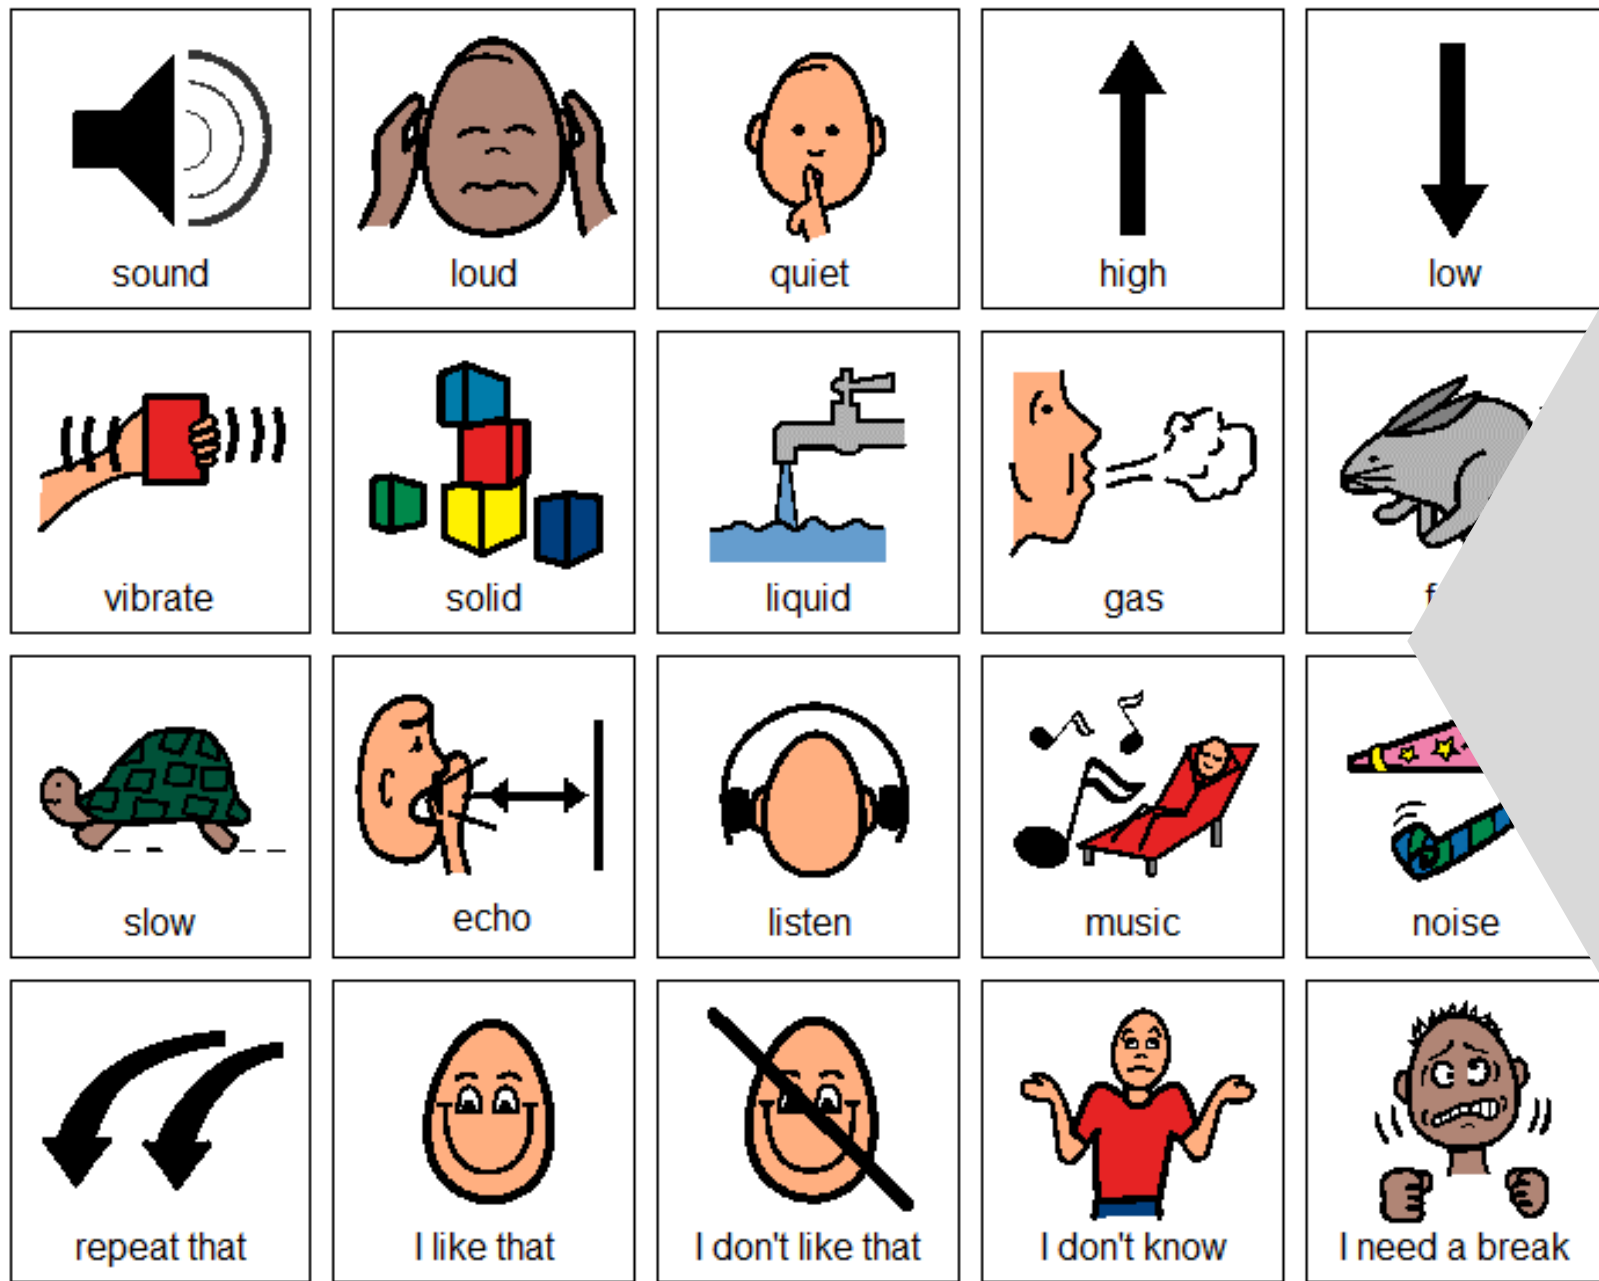 sound
loud
quiet
high
low
vibrate
solid
liquid
gas
slow
echo
listen
music
noise
repeat that
I like that
I don't like that
I don't know
I need a break